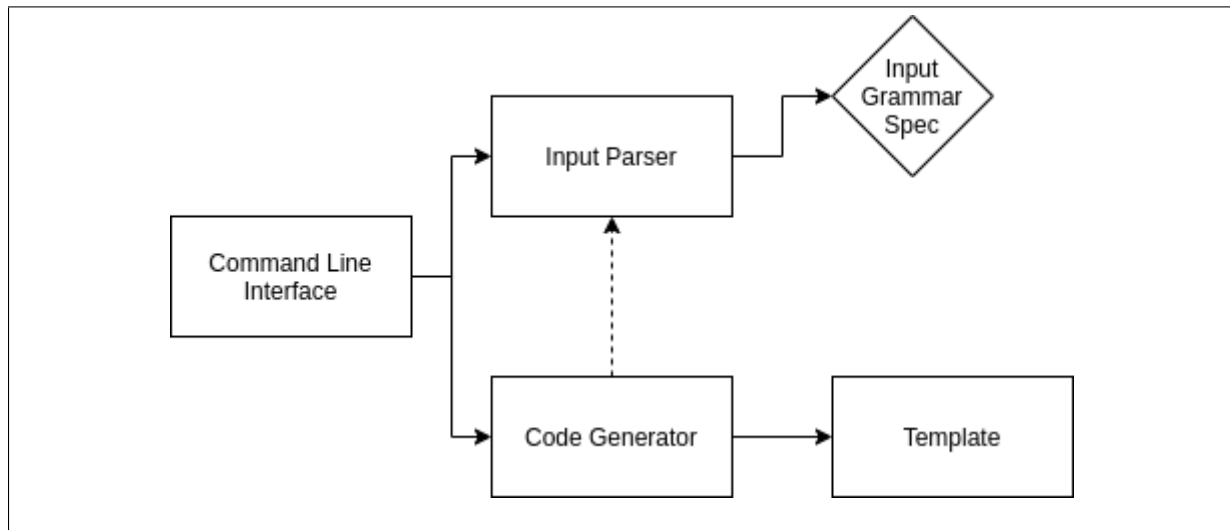 Input
Grammar
Spec
Input Parser
Command Line
Interface
Code Generator
Template